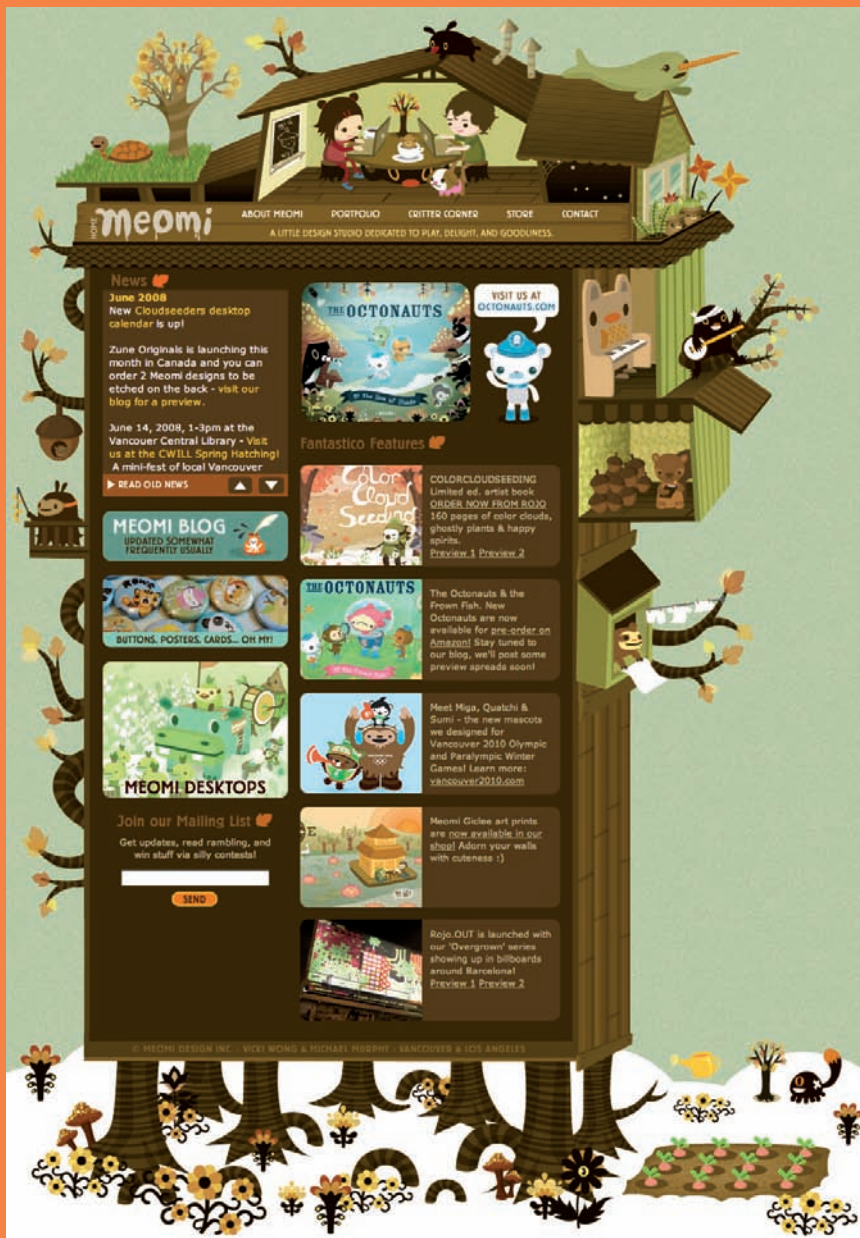 HOME
meomi
ABOUT MEOMI
PORTFOLIO
CRITTER CORNER
STORE
CONTACT
A LITTLE DESIGN STUDIO DEDICATED TO PLAY, DELIGHT, AND GOODLINESS.
News
June 2008
New Cloudseeders desktop
calendar is up!
Zune Originals is launching this
month in Canada and you can
order 2 Meomi designs to be
etched on the back - visit our
blog for a preview.
June 14, 2008, 1-3pm at the
Vancouer Central Library - Visit
us at the CWILL Spring Hatching!
A mini-fest of local Vancouver
READ OLD NEWS
MEOMI BLOG
UPDATED SOMEWHAT
FREQUENTLY USUALLY
BUTTONS, POSTERS, CARDS... OH MY!
MEOMI DESKTOPS
Join our Mailing List
Get updates, read rambling, and
win stuff via silly contests!
SEND
THE OCTONAUTS
VISIT US AT
OCTONAUTS.COM
Fantastico Features
Color
Cloud
Seeding
COLORCLOUDSEEDING
Limited ed. artist book
ORDER NOW FROM ROJO
160 pages of color clouds,
ghostly plants & happy
spirits.
Preview 1 Preview 2
THE OCTONAUTS
The Octonauts & the
Frown Fish. New
Octonauts are now
available for pre-order on
Amazon! Stay tuned to
our blog, we'll post some
preview spreads soon!
Meet Miga, Quatchi &
Sumi - the new mascots
we designed for
Vancouver 2010 Olympic
and Paralympic Winter
Games! Learn more:
vancouver2010.com
Meomi Giclee art prints
are now available in our
shop! Adorn your walls
with cuteness :)
Rojo.OUT is launched with
our 'Overgrown' series
showing up in billboards
around Barcelona!
Preview 1 Preview 2
© MEOMI DESIGN INC. - VICKI WONG & MICHAEL MURPHY - VANCOUVER & LOS ANGELES